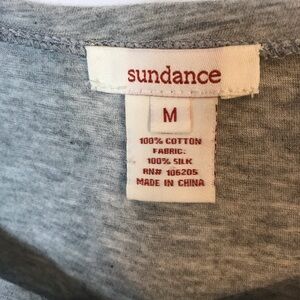 sundance
M
100% COTTON
FABRIC:
100% SILK
RN# 106205
MADE IN CHINA